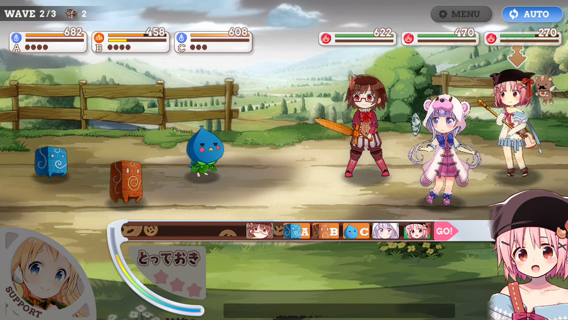 WAVE 2/3 2
MENU
AUTO
682
458
608
622
470
270
A
B
C
A B C GO!
とっておき
SUPPORT